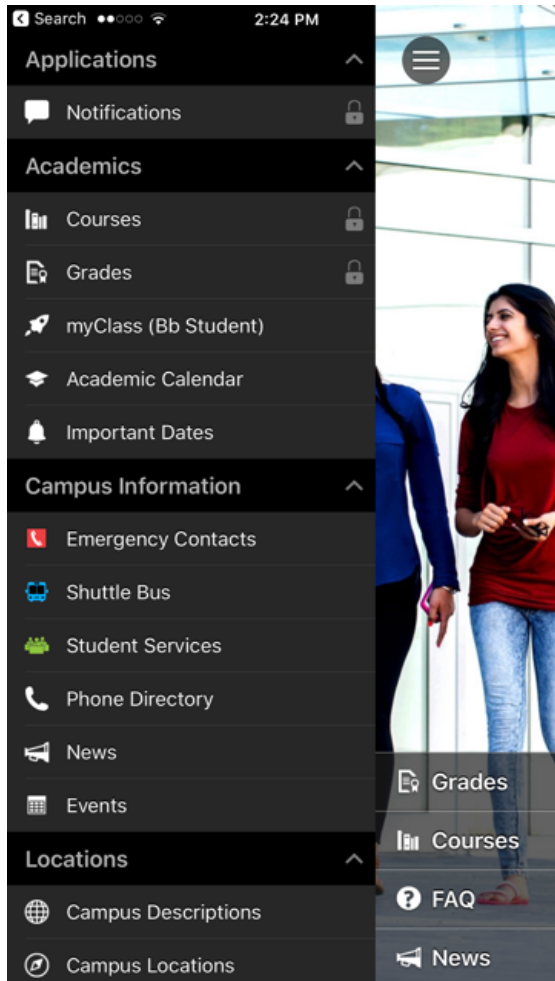 Search 2:24 PM
Applications
Notifications
Academics
Courses
Grades
myClass (Bb Student)
Academic Calendar
Important Dates
Campus Information
Emergency Contacts
Shuttle Bus
Student Services
Phone Directory
News
Events
Locations
Campus Descriptions
Campus Locations
Grades
Courses
FAQ
News